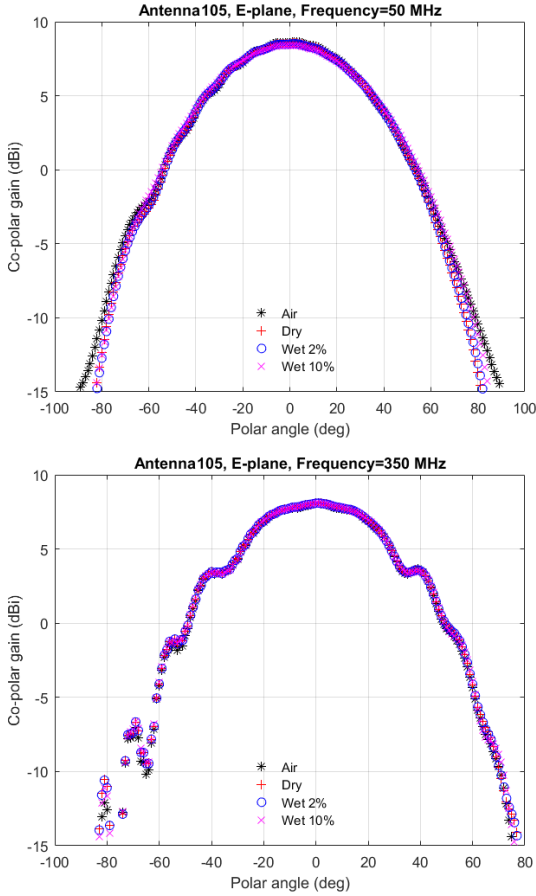 Antenna105, E-plane, Frequency=50 MHz
10
5
0
-5
-10
-15
Co-polar gain (dBi)
Air
Dry
Wet 2%
Wet 10%
-100 -80 -60 -40 -20 0 20 40 60 80 100
Polar angle (deg)
Antenna105, E-plane, Frequency=350 MHz
10
5
0
-5
-10
-15
Co-polar gain (dBi)
Air
Dry
Wet 2%
Wet 10%
-100 -80 -60 -40 -20 0 20 40 60 80
Polar angle (deg)